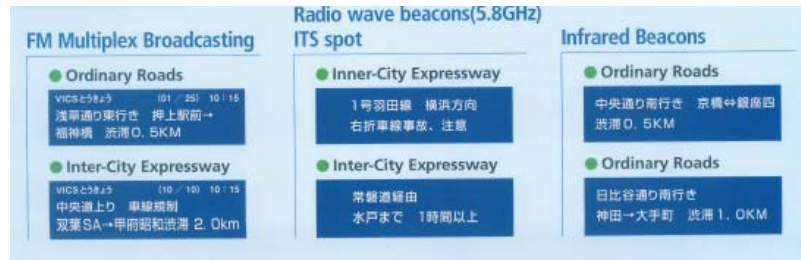 FM Multiplex Broadcasting
Ordinary Roads
VICSとうきょう (01／25) 10:15
浅草通り東行き 押上駅前→
福神橋 渋滞0.5KM
Inter-City Expressway
VICSとうきょう (10／10) 10:15
中央道上り 車線規制
双葉SA→甲府昭和渋滞 2.0km
Radio wave beacons(5.8GHz)
ITS spot
Inner-City Expressway
1号羽田線 横浜方向
右折車線事故、注意
Inter-City Expressway
常磐道経由
水戸まで 1時間以上
Infrared Beacons
Ordinary Roads
中央通り南行き 京橋⇔銀座四
渋滞0.5KM
Ordinary Roads
日比谷通り南行き
神田→大手町 渋滞1.0KM